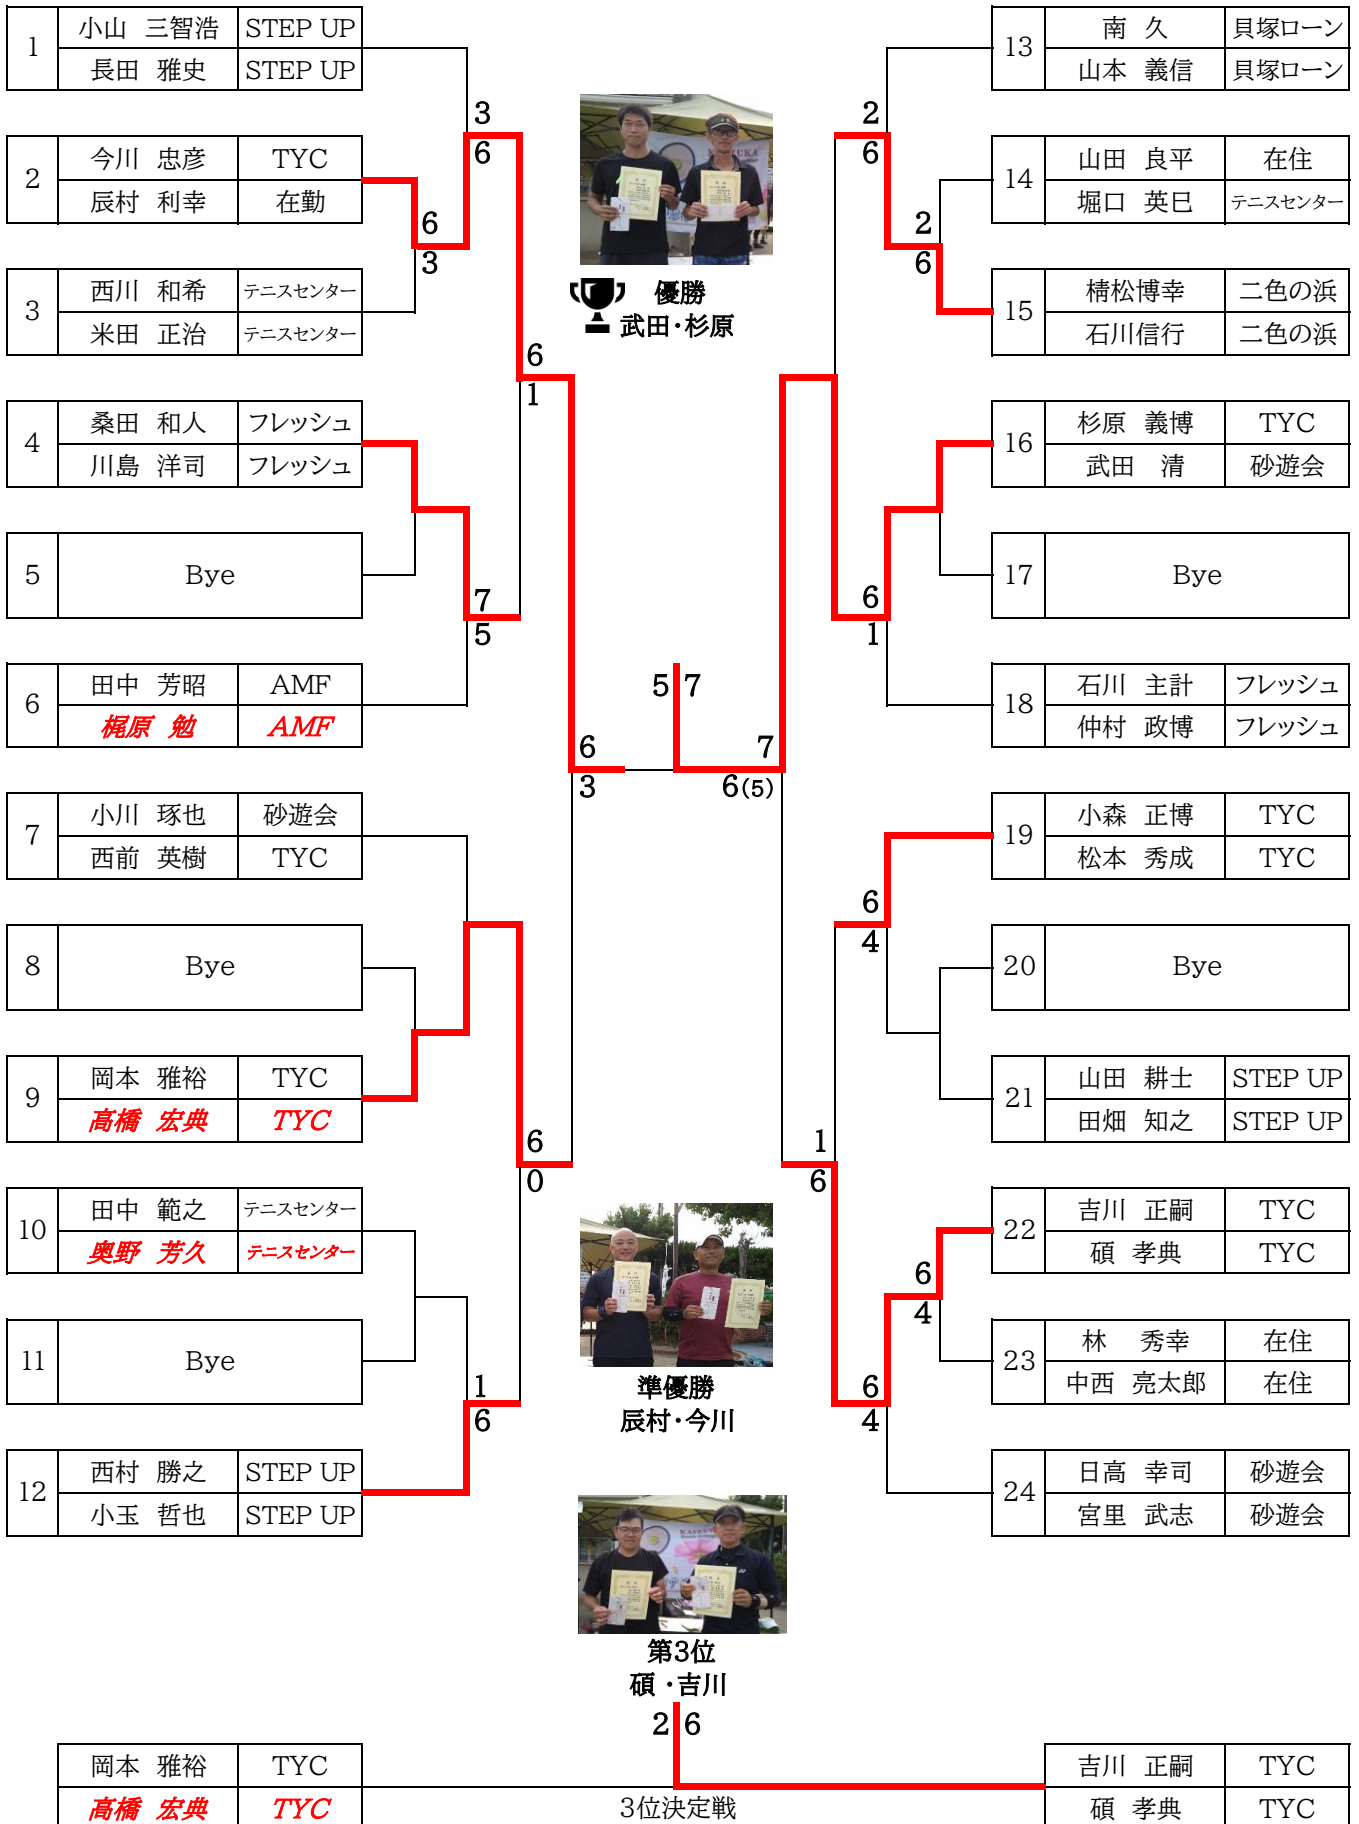 1 小山 三智浩 STEP UP
長田 雅史 STEP UP
2 今川 忠彦 TYC
辰村 利幸 在勤
3 西川 和希 テニスセンター
米田 正治 テニスセンター
4 桑田 和人 フレッシュ
川島 洋司 フレッシュ
5 Bye
6 田中 芳昭 AMF
梶原 勉 AMF
7 小川 琢也 砂遊会
西前 英樹 TYC
8 Bye
9 岡本 雅裕 TYC
高橋 宏典 TYC
10 田中 範之 テニスセンター
奥野 芳久 テニスセンター
11 Bye
12 西村 勝之 STEP UP
小玉 哲也 STEP UP
3
6
6
3
6
1
7
5
6
3
6
0
1
6
優勝
武田・杉原
5 7
準優勝
辰村・今川
KAIZUKA
第3位
碩・吉川
2 6
2
6
2
6
6
1
7
6(5)
6
4
1
6
6
4
6
4
13 南 久 貝塚ローン
山本 義信 貝塚ローン
14 山田 良平 在住
堀口 英巳 テニスセンター
15 棈松博幸 二色の浜
石川信行 二色の浜
16 杉原 義博 TYC
武田 清 砂遊会
17 Bye
18 石川 主計 フレッシュ
仲村 政博 フレッシュ
19 小森 正博 TYC
松本 秀成 TYC
20 Bye
21 山田 耕士 STEP UP
田畑 知之 STEP UP
22 吉川 正嗣 TYC
碩 孝典 TYC
23 林 秀幸 在住
中西 亮太郎 在住
24 日高 幸司 砂遊会
宮里 武志 砂遊会
岡本 雅裕 TYC
高橋 宏典 TYC
3位決定戦
吉川 正嗣 TYC
碩 孝典 TYC